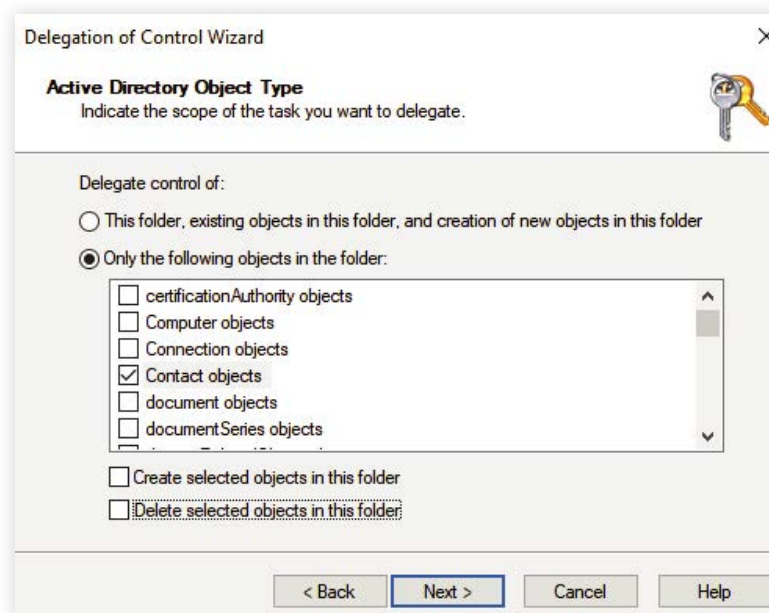 Delegation of Control Wizard
Active Directory Object Type
Indicate the scope of the task you want to delegate.
Delegate control of:
This folder, existing objects in this folder, and creation of new objects in this folder
Only the following objects in the folder:
certificationAuthority objects
Computer objects
Connection objects
Contact objects
document objects
documentSeries objects
Create selected objects in this folder
Delete selected objects in this folder
< Back Next > Cancel Help